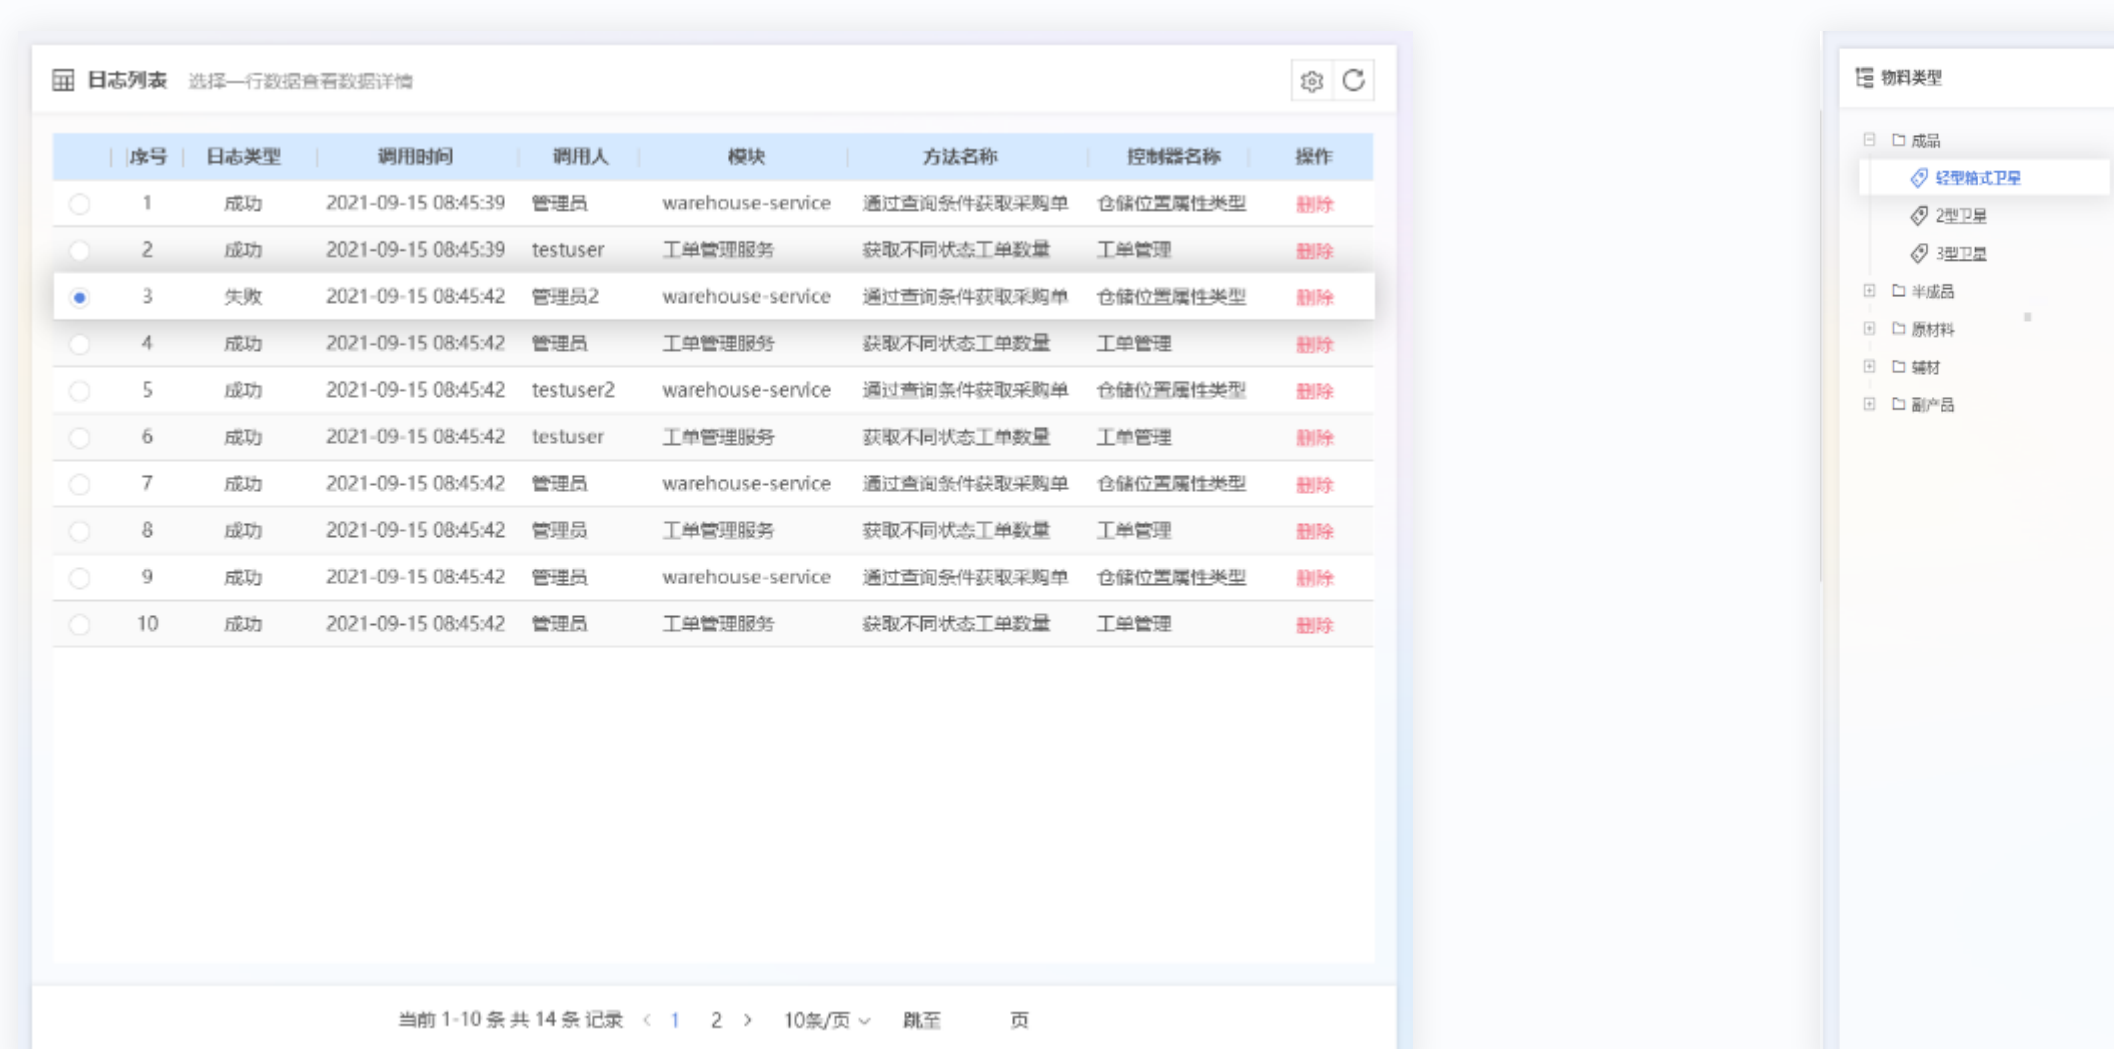 日志列表 选择一行数据查看数据详情
序号 日志类型 调用时间 调用人 模块 方法名称 控制器名称 操作
1 成功 2021-09-15 08:45:39 管理员 warehouse-service 通过查询条件获取采购单 仓储位置属性类型 删除
2 成功 2021-09-15 08:45:39 testuser 工单管理服务 获取不同状态工单数量 工单管理 删除
3 失败 2021-09-15 08:45:42 管理员2 warehouse-service 通过查询条件获取采购单 仓储位置属性类型 删除
4 成功 2021-09-15 08:45:42 管理员 工单管理服务 获取不同状态工单数量 工单管理 删除
5 成功 2021-09-15 08:45:42 testuser2 warehouse-service 通过查询条件获取采购单 仓储位置属性类型 删除
6 成功 2021-09-15 08:45:42 testuser 工单管理服务 获取不同状态工单数量 工单管理 删除
7 成功 2021-09-15 08:45:42 管理员 warehouse-service 通过查询条件获取采购单 仓储位置属性类型 删除
8 成功 2021-09-15 08:45:42 管理员 工单管理服务 获取不同状态工单数量 工单管理 删除
9 成功 2021-09-15 08:45:42 管理员 warehouse-service 通过查询条件获取采购单 仓储位置属性类型 删除
10 成功 2021-09-15 08:45:42 管理员 工单管理服务 获取不同状态工单数量 工单管理 删除
当前 1-10 条 共 14 条 记录 < 1 2 > 10条/页 跳至 页
物料类型
成品
轻型箱式卫星
2型卫星
3型卫星
半成品
原材料
辅材
副产品